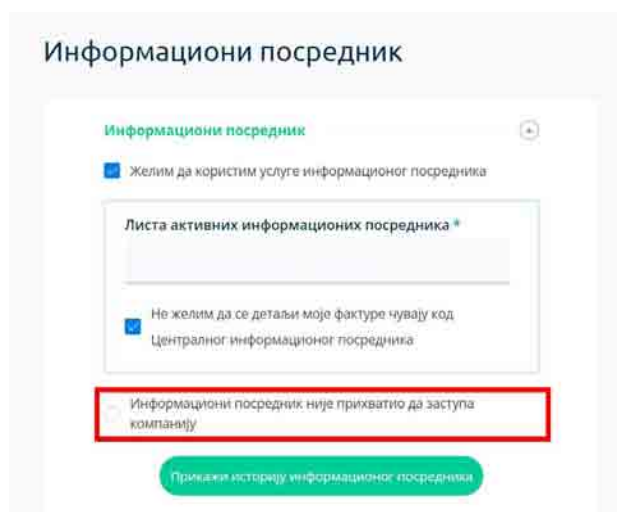 Информациони посредник
Информациони посредник
Желим да користим услуге информационог посредника
Листа активних информационих посредника *
Не желим да се детаљи моје фактуре чувају код
Централног информационог посредника
Информациони посредник није прихватио да заступа
компанију
Прикажи историју информационог посредника